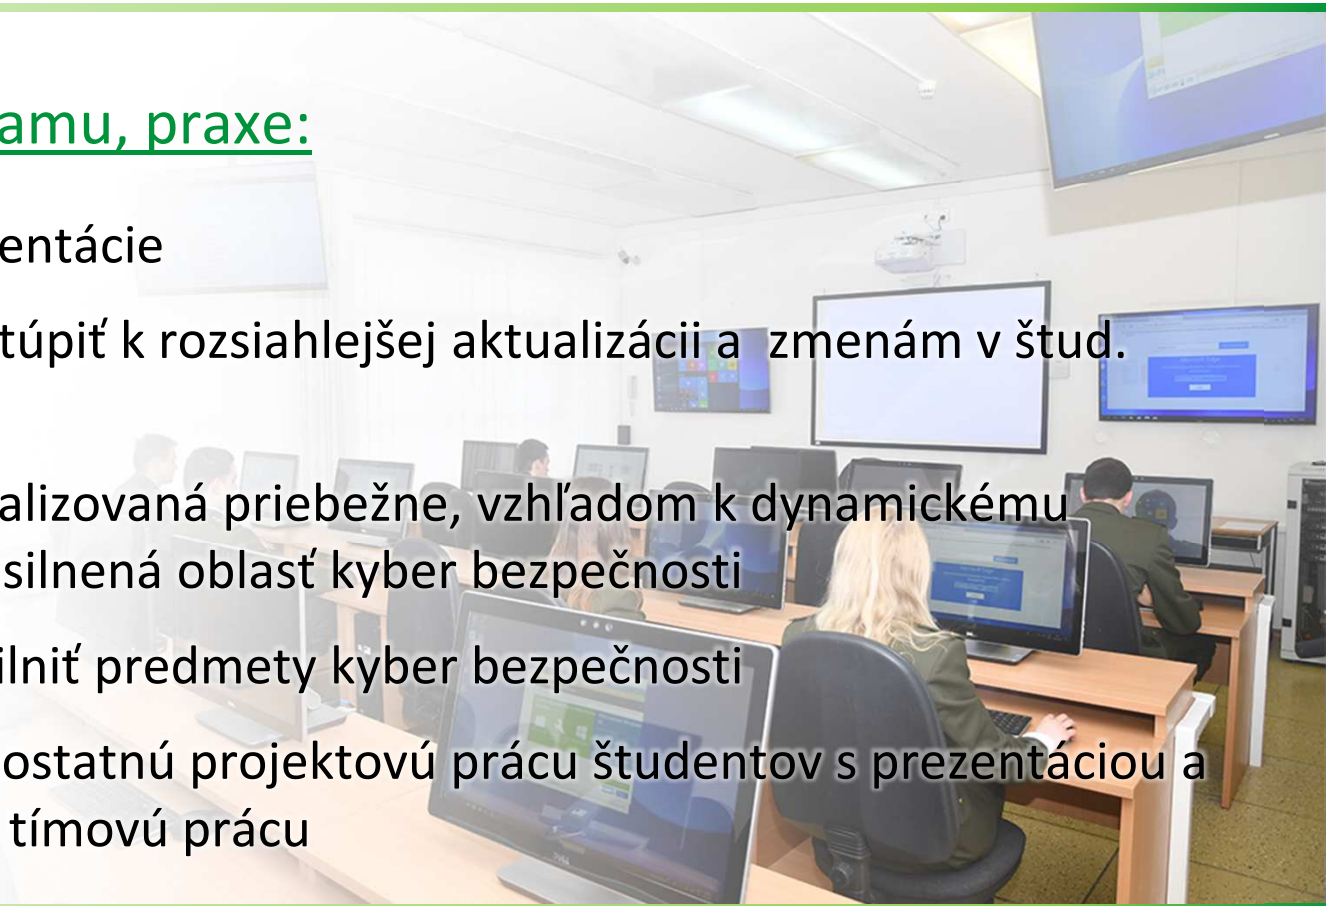 amu, praxe:
entácie
túpiť k rozsiahlejšej aktualizácii a  zmenám v štud.
alizovaná priebežne, vzhľadom k dynamickému
silnená oblasť kyber bezpečnosti
ilniť predmety kyber bezpečnosti
ostatnú projektovú prácu študentov s prezentáciou a
tímovú prácu